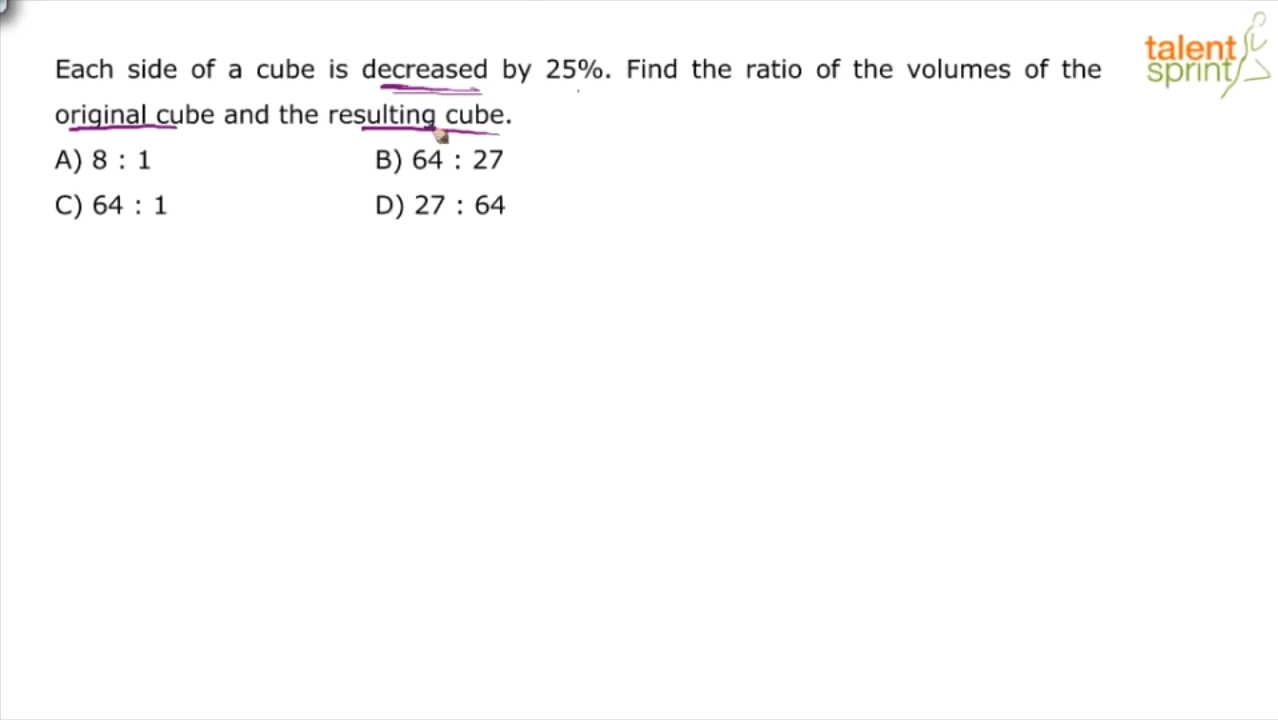 talent
sprint
Each side of a cube is decreased by 25%. Find the ratio of the volumes of the
original cube and the resulting cube.
A) 8 : 1 B) 64 : 27
C) 64 : 1 D) 27 : 64